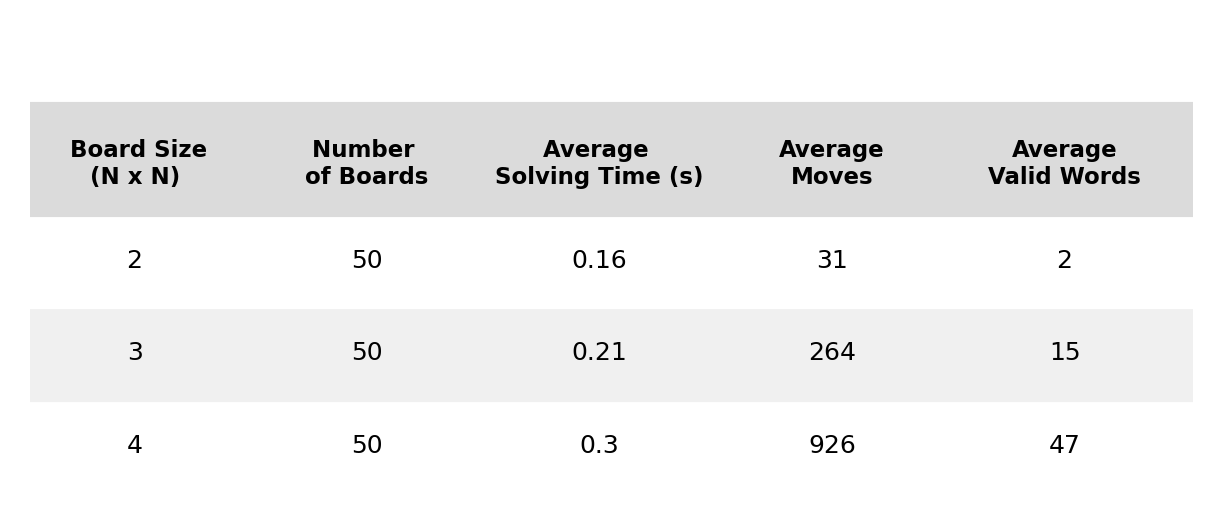 Board Size (N x N) Number of Boards Average Solving Time (s) Average Moves Average Valid Words
2 50 0.16 31 2
3 50 0.21 264 15
4 50 0.3 926 47